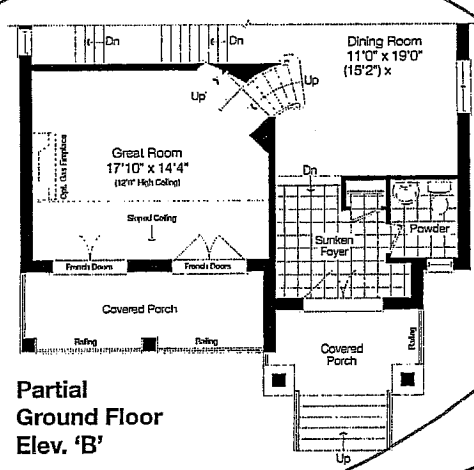 Dn
Dn
Dining Room
11'0" x 19'0"
(15'2") x
Up
Up
Great Room
17'10" x 14'4"
(12'11" High Ceiling)
Opt. Gas Fireplace
Sloped Ceiling
French Doors
French Doors
Dn
Sunken
Foyer
Powder
Covered Porch
Railing
Railing
Covered
Porch
Railing
Up
Partial
Ground Floor
Elev. ‘B’